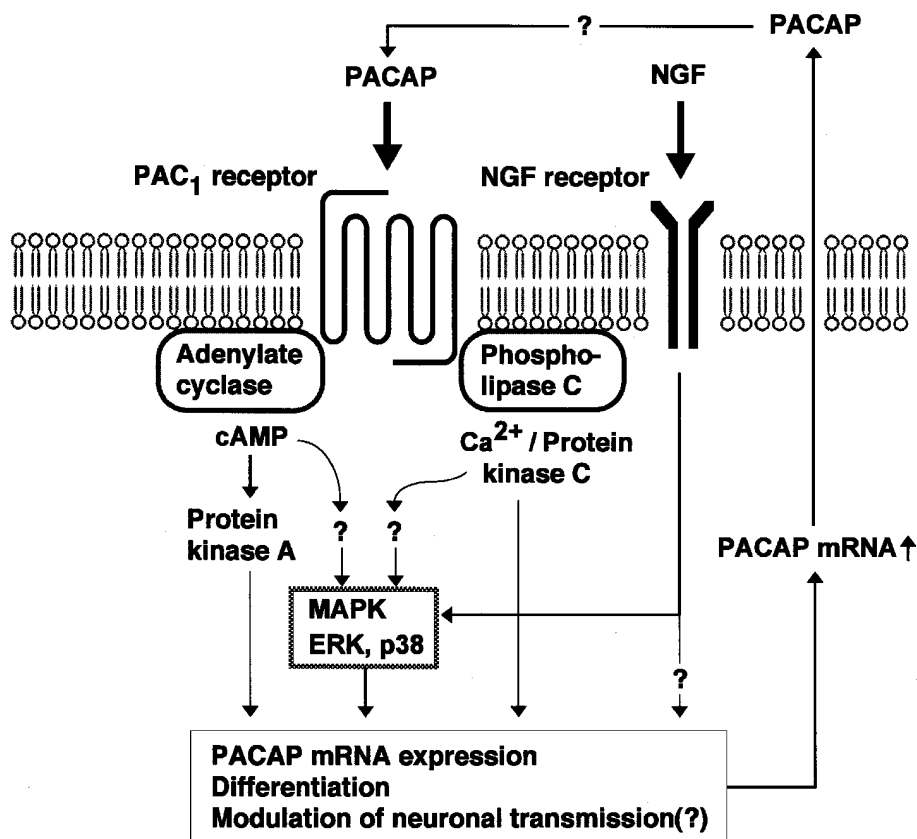 ? PACAP
PACAP NGF
PAC1 receptor NGF receptor
Adenylate
cyclase
Phospho-
lipase C
cAMP
Ca2+ / Protein
kinase C
Protein
kinase A
? ?
PACAP mRNA
MAPK
ERK, p38
?
PACAP mRNA expression
Differentiation
Modulation of neuronal transmission(?)